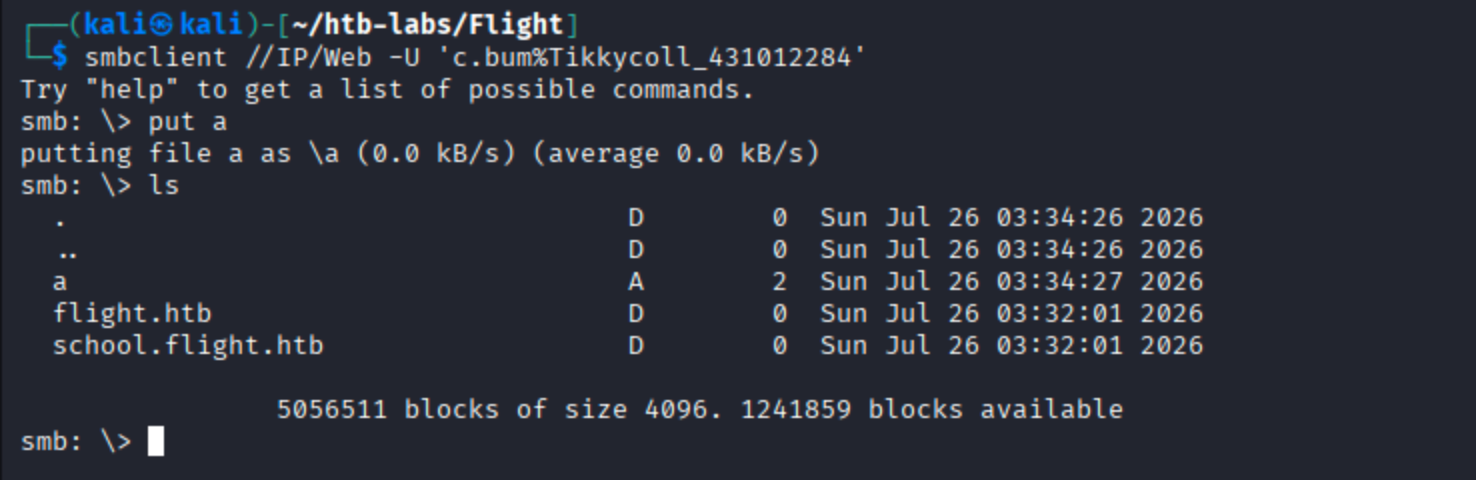 ┌──(kali㉿kali)-[~/htb-labs/Flight]
└─$ smbclient //IP/Web -U 'c.bum%Tikkycoll_431012284'
Try "help" to get a list of possible commands.
smb: \> put a
putting file a as \a (0.0 kB/s) (average 0.0 kB/s)
smb: \> ls
  .                                   D        0  Sun Jul 26 03:34:26 2026
  ..                                  D        0  Sun Jul 26 03:34:26 2026
  a                                   A        2  Sun Jul 26 03:34:27 2026
  flight.htb                          D        0  Sun Jul 26 03:32:01 2026
  school.flight.htb                   D        0  Sun Jul 26 03:32:01 2026
                5056511 blocks of size 4096. 1241859 blocks available
smb: \>